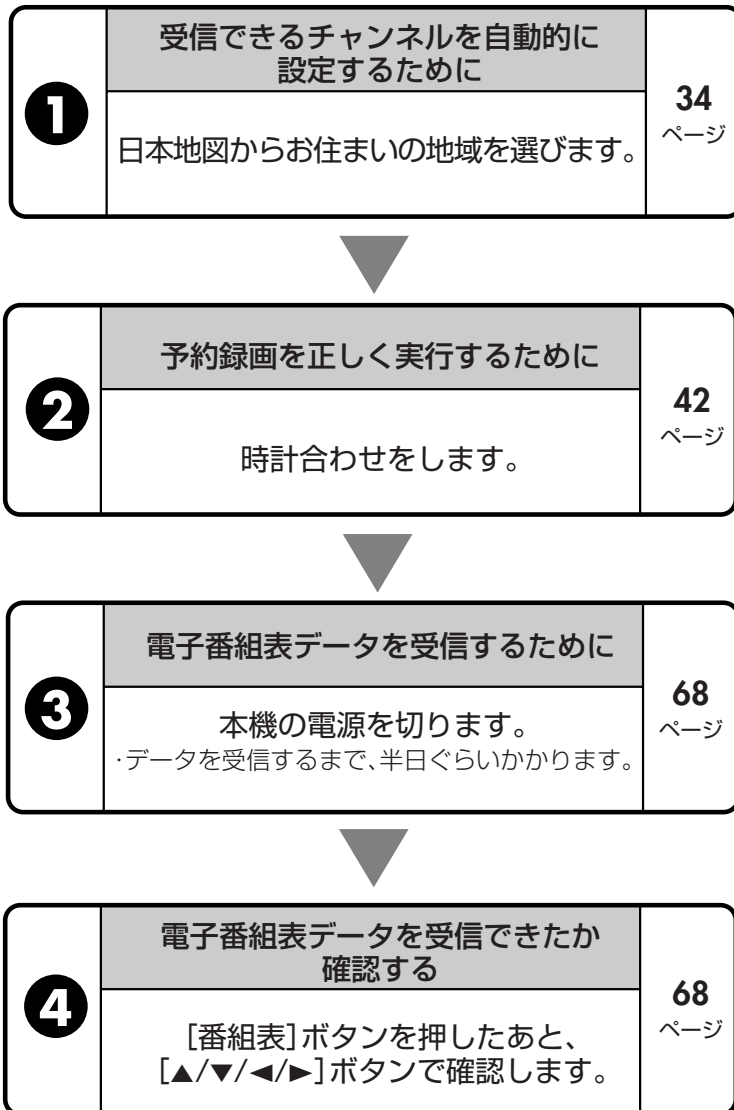 ❶
受信できるチャンネルを自動的に
設定するために
日本地図からお住まいの地域を選びます。
34
ページ
❷
予約録画を正しく実行するために
時計合わせをします。
42
ページ
❸
電子番組表データを受信するために
本機の電源を切ります。
･データを受信するまで、半日ぐらいかかります。
68
ページ
❹
電子番組表データを受信できたか
確認する
[番組表]ボタンを押したあと、
[▲/▼/◀/▶]ボタンで確認します。
68
ページ